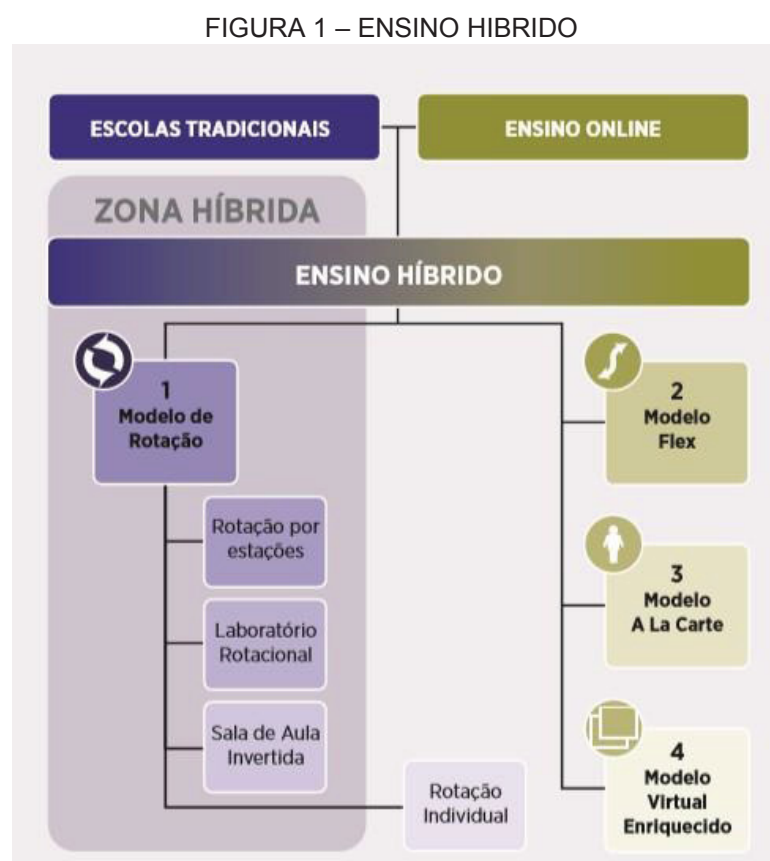 FIGURA 1 – ENSINO HIBRIDO
ESCOLAS TRADICIONAIS
ENSINO ONLINE
ZONA HÍBRIDA
ENSINO HÍBRIDO
1
Modelo de
Rotação
Rotação por
estações
Laboratório
Rotacional
Sala de Aula
Invertida
Rotação
Individual
2
Modelo
Flex
3
Modelo
A La Carte
4
Modelo
Virtual
Enriquecido